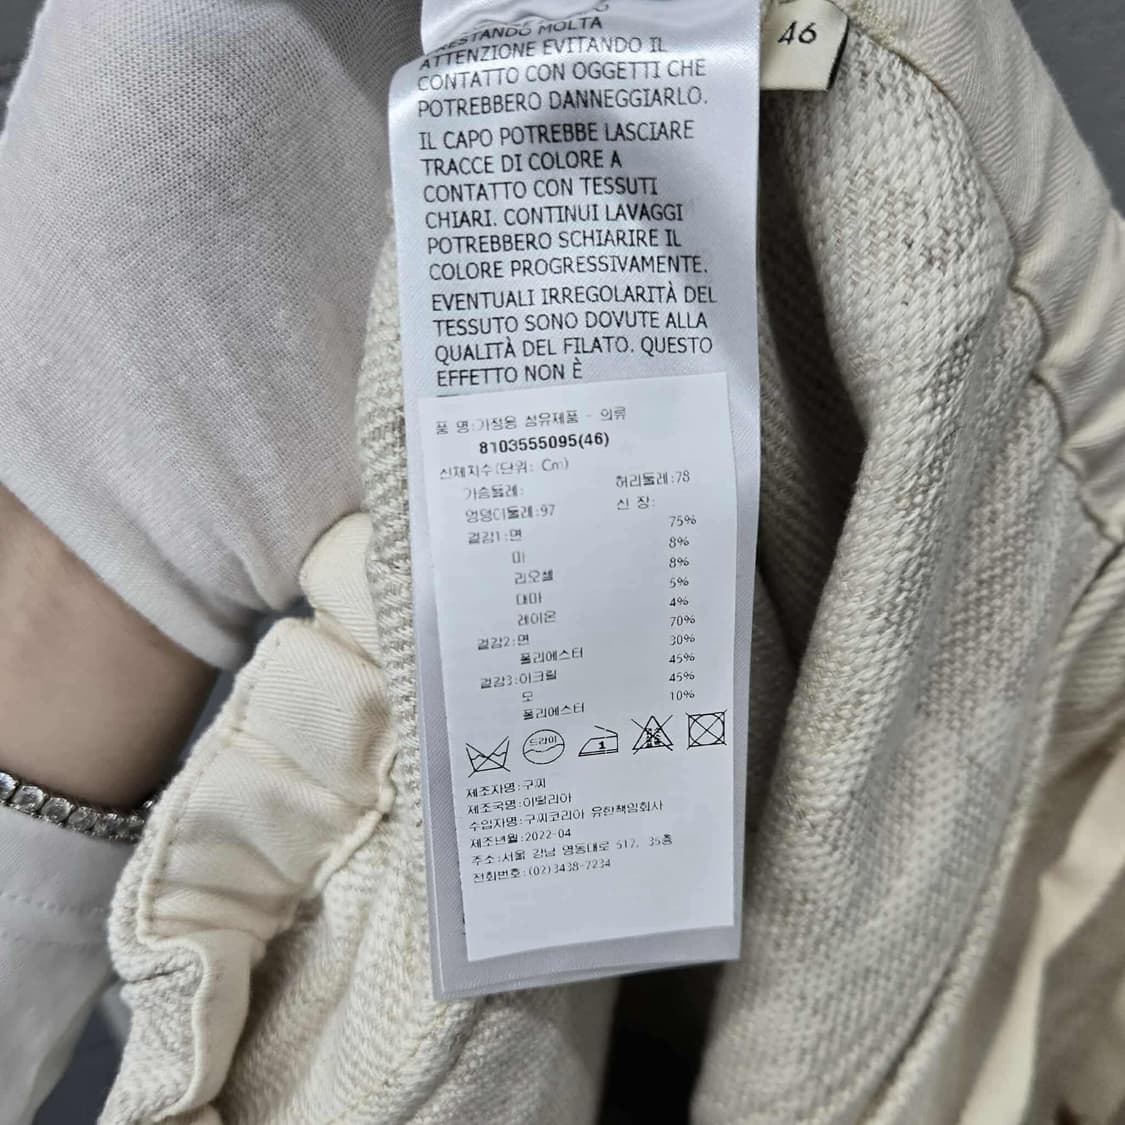 PRESTANDO MOLTA
ATTENZIONE EVITANDO IL
CONTATTO CON OGGETTI CHE
POTREBBERO DANNEGGIARLO.
IL CAPO POTREBBE LASCIARE
TRACCE DI COLORE A
CONTATTO CON TESSUTI
CHIARI. CONTINUI LAVAGGI
POTREBBERO SCHIARIRE IL
COLORE PROGRESSIVAMENTE.
EVENTUALI IRREGOLARITÀ DEL
TESSUTO SONO DOVUTE ALLA
QUALITÀ DEL FILATO. QUESTO
EFFETTO NON È
46
품 명:가정용 섬유제품 - 의류
8103555095(46)
신체치수(단위: Cm)
가슴둘레: 허리둘레:78
엉덩이둘레:97 신 장:
겉감1:면 75%
마 8%
리오셀 8%
대마 5%
레이온 4%
겉감2:면 70%
폴리에스터 30%
겉감3:아크릴 45%
모 45%
폴리에스터 10%
드라이
1
제조자명:구찌
제조국명:이탈리아
수입자명:구찌코리아 유한책임회사
제조년월:2022-04
주소:서울 강남 영동대로 517, 35층
전화번호:(02)3438-7234